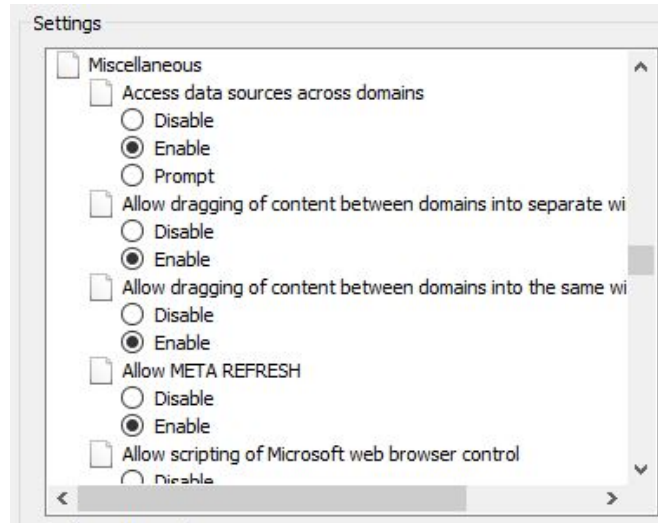 Settings
Miscellaneous
Access data sources across domains
Disable
Enable
Prompt
Allow dragging of content between domains into separate wi
Disable
Enable
Allow dragging of content between domains into the same wi
Disable
Enable
Allow META REFRESH
Disable
Enable
Allow scripting of Microsoft web browser control
Disable